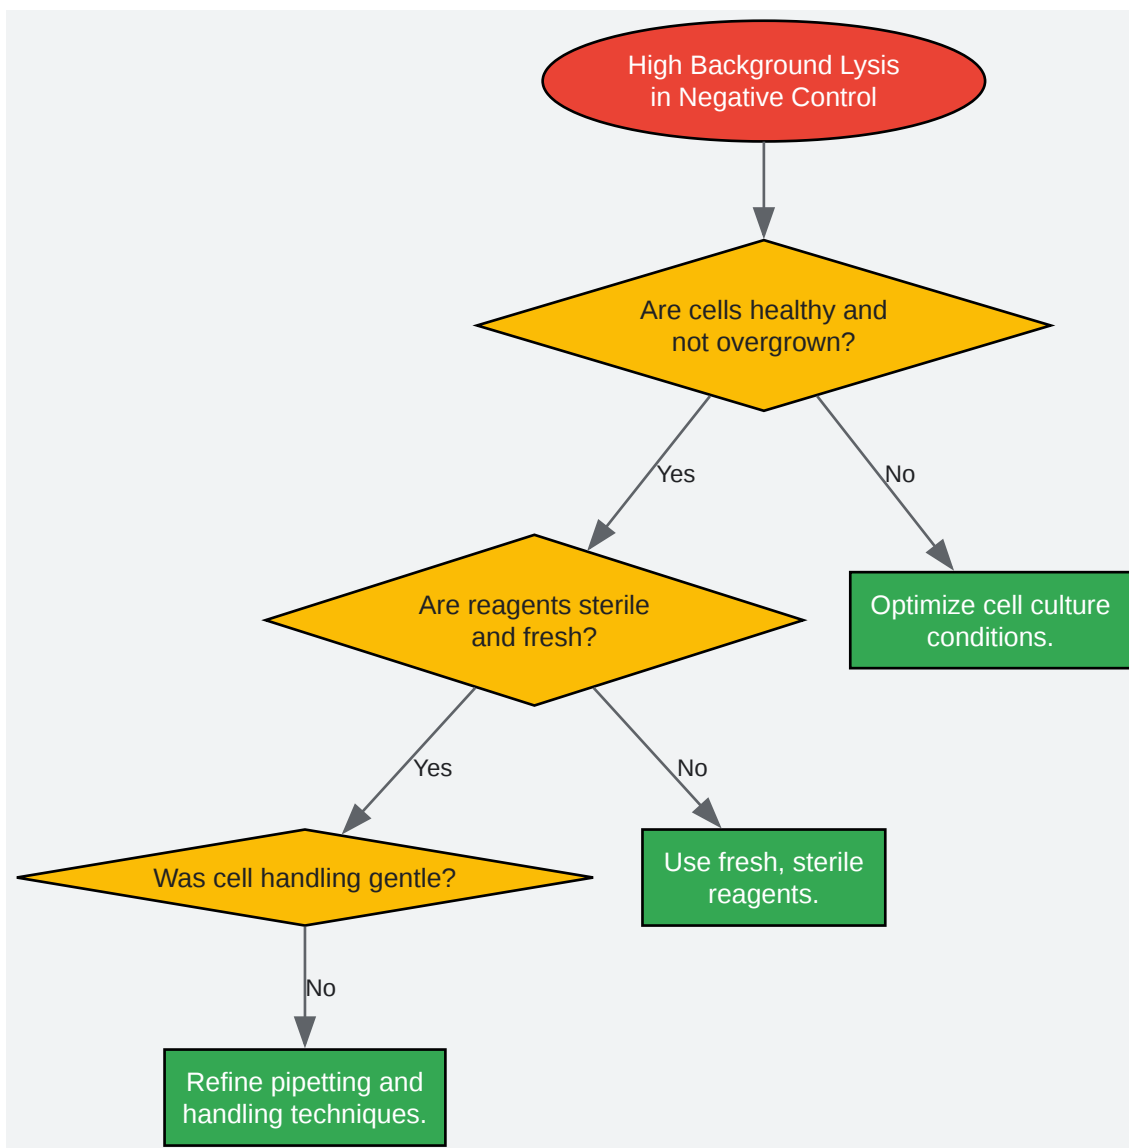 High Background Lysis
in Negative Control
Are cells healthy and
not overgrown?
Yes
No
Are reagents sterile
and fresh?
Optimize cell culture
conditions.
Yes
No
Was cell handling gentle?
Use fresh, sterile
reagents.
No
Refine pipetting and
handling techniques.